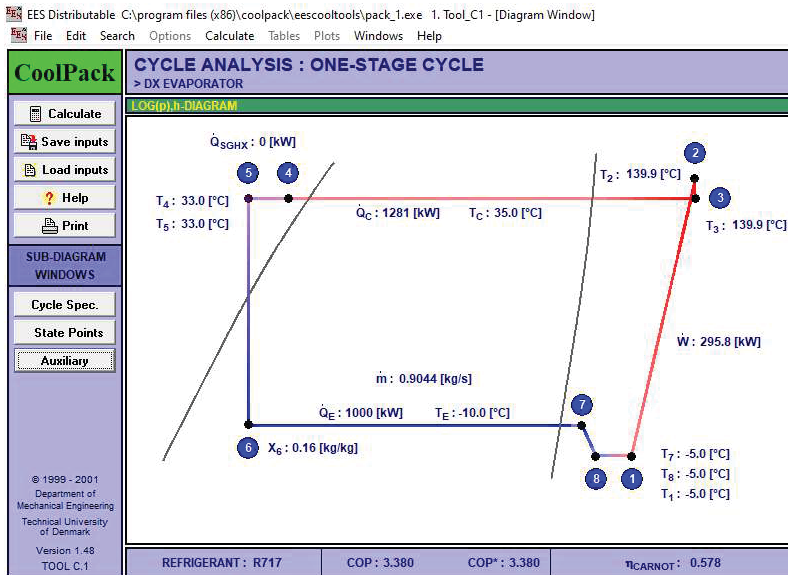 EES Distributable C:\program files (x86)\coolpack\eescooltools\pack_1.exe 1. Tool_C1 - [Diagram Window]
File Edit Search Options Calculate Tables Plots Windows Help
CoolPack
CYCLE ANALYSIS : ONE-STAGE CYCLE
> DX EVAPORATOR
LOG(p),h-DIAGRAM
Calculate
Save inputs
Load inputs
Help
Print
SUB-DIAGRAM
WINDOWS
Cycle Spec.
State Points
Auxiliary
© 1999 - 2001
Department of
Mechanical Engineering
Technical University
of Denmark
Version 1.48
TOOL C.1
Q̇SGHX : 0 [kW]
5 4
2
T2 : 139.9 [°C]
3
T4 : 33.0 [°C]
T5 : 33.0 [°C]
Q̇C : 1281 [kW] TC : 35.0 [°C]
T3 : 139.9 [°C]
Ẇ : 295.8 [kW]
ṁ : 0.9044 [kg/s]
Q̇E : 1000 [kW] TE : -10.0 [°C]
7
6 X6 : 0.16 [kg/kg]
8 1
T7 : -5.0 [°C]
T8 : -5.0 [°C]
T1 : -5.0 [°C]
REFRIGERANT : R717 COP : 3.380 COP* : 3.380 ηCARNOT : 0.578